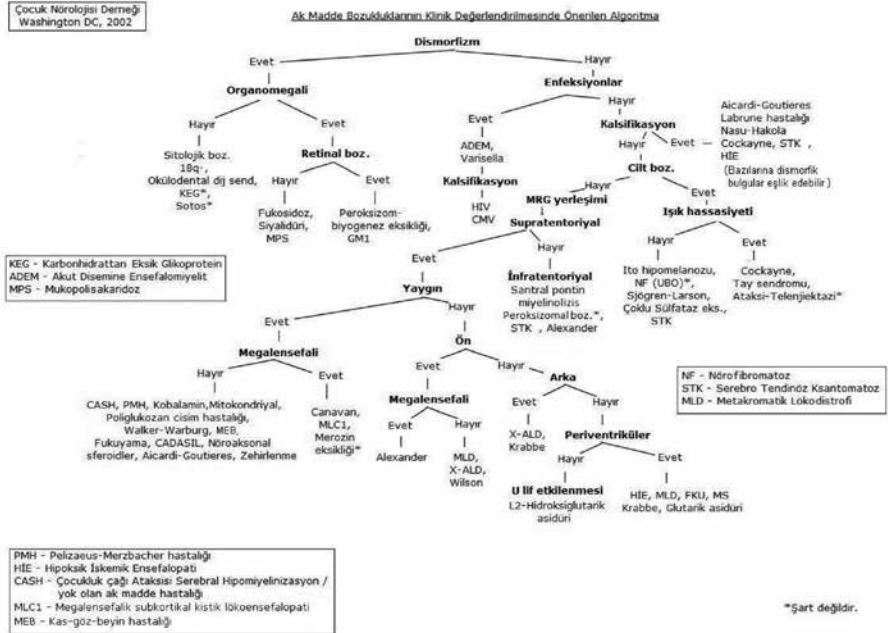 Çocuk Nörolojisi Derneği
Washington DC, 2002
Ak Madde Bozukluklarının Klinik Değerlendirilmesinde Önerilen Algoritma
Dismorfizm
Evet
Hayır
Organomegali
Enfeksiyonlar
Hayır
Evet
Evet
Hayır
Sitolojik boz.
18q-,
Okülodental dij send,
KEG*,
Sotos*
Retinal boz.
Hayır
Evet
Fukosidoz,
Siyalidüri,
MPS
Peroksizom-
biyogenez eksikliği,
GM1
ADEM,
Varisella
Kalsifikasyon
HIV
CMV
Kalsifikasyon
Hayır
Evet
Aicardi-Goutieres
Labrune hastalığı
Nasu-Hakola
Cockayne, STK ,
HİE
(Bazılarına dismorfik
bulgular eşlik edebilir)
Cilt boz.
Hayır
Evet
MRG yerleşimi
Supratentoriyal
Işık hassasiyeti
Hayır
Evet
Ito hipomelanozu,
NF (UBO)*,
Sjögren-Larson,
Çoklu Sülfataz eks.,
STK
Cockayne,
Tay sendromu,
Ataksi-Telenjiektazi*
Evet
Hayır
Yaygın
İnfratentoriyal
Santral pontin
miyelinolizis
Peroksizomal boz.*,
STK , Alexander
KEG - Karbonhidrattan Eksik Glikoprotein
ADEM - Akut Disemine Ensefalomiyelit
MPS - Mukopolisakaridoz
Evet
Hayır
Megalensefali
Ön
Hayır
Evet
CASH, PMH, Kobalamin,Mitokondriyal,
Poliglukozan cisim hastalığı,
Walker-Warburg, MEB,
Fukuyama, CADASIL, Nöroaksonal
sferoidler, Aicardi-Goutieres, Zehirlenme
Canavan,
MLC1,
Merozin
eksikliği*
Evet
Hayır
Megalensefali
Arka
Evet
Hayır
Alexander
MLD,
X-ALD,
Wilson
Evet
Hayır
X-ALD,
Krabbe
Periventriküler
Hayır
Evet
U lif etkilenmesi
L2-Hidroksiglutarik
asidüri
HİE, MLD, FKU, MS
Krabbe, Glutarik asidüri
NF - Nörofibromatoz
STK - Serebro Tendinöz Ksantomatoz
MLD - Metakromatik Lökodistrofi
PMH - Pelizaeus-Merzbacher hastalığı
HİE - Hipoksik İskemik Ensefalopati
CASH - Çocukluk çağı Ataksisi Serebral Hipomiyelinizasyon /
yok olan ak madde hastalığı
MLC1 - Megalensefalik subkortikal kistik lökoensefalopati
MEB - Kas-göz-beyin hastalığı
*Şart değildir.